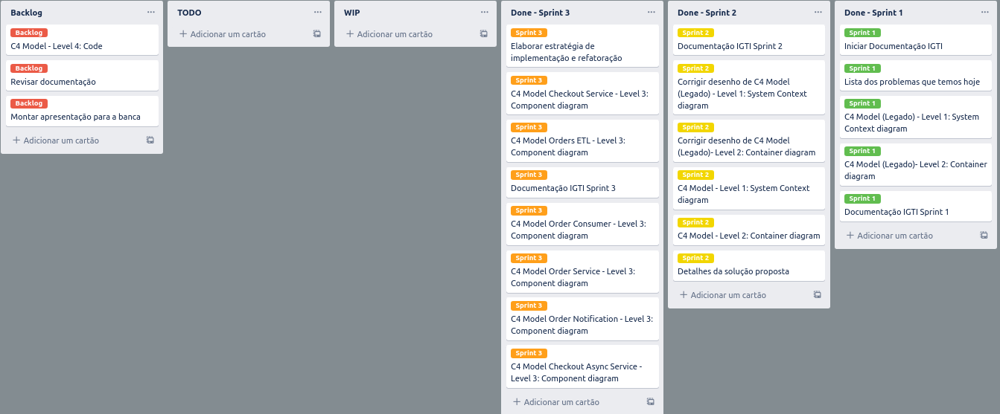 Backlog
Backlog
C4 Model - Level 4: Code
Backlog
Revisar documentação
Backlog
Montar apresentação para a banca
Adicionar um cartão
TODO
Adicionar um cartão
WIP
Adicionar um cartão
Done - Sprint 3
Sprint 3
Elaborar estratégia de
implementação e refatoração
Sprint 3
C4 Model Checkout Service - Level 3:
Component diagram
Sprint 3
C4 Model Orders ETL - Level 3:
Component diagram
Sprint 3
Documentação IGTI Sprint 3
Sprint 3
C4 Model Order Consumer - Level 3:
Component diagram
Sprint 3
C4 Model Order Service - Level 3:
Component diagram
Sprint 3
C4 Model Order Notification - Level 3:
Component diagram
Sprint 3
C4 Model Checkout Async Service -
Level 3: Component diagram
Adicionar um cartão
Done - Sprint 2
Sprint 2
Documentação IGTI Sprint 2
Sprint 2
Corrigir desenho de C4 Model
(Legado) - Level 1: System Context
diagram
Sprint 2
Corrigir desenho de C4 Model
(Legado)- Level 2: Container diagram
Sprint 2
C4 Model - Level 1: System Context
diagram
Sprint 2
C4 Model - Level 2: Container diagram
Sprint 2
Detalhes da solução proposta
Adicionar um cartão
Done - Sprint 1
Sprint 1
Iniciar Documentação IGTI
Sprint 1
Lista dos problemas que temos hoje
Sprint 1
C4 Model (Legado) - Level 1: System
Context diagram
Sprint 1
C4 Model (Legado)- Level 2: Container
diagram
Sprint 1
Documentação IGTI Sprint 1
Adicionar um cartão